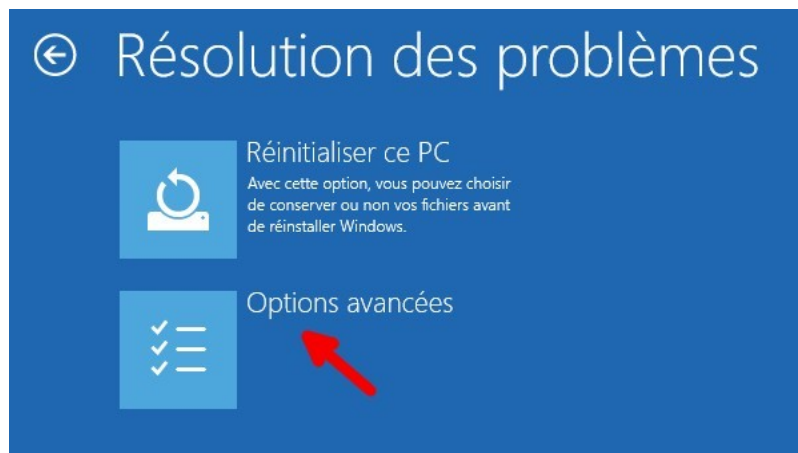 Résolution des problèmes
Réinitialiser ce PC
Avec cette option, vous pouvez choisir
de conserver ou non vos fichiers avant
de réinstaller Windows.
Options avancées